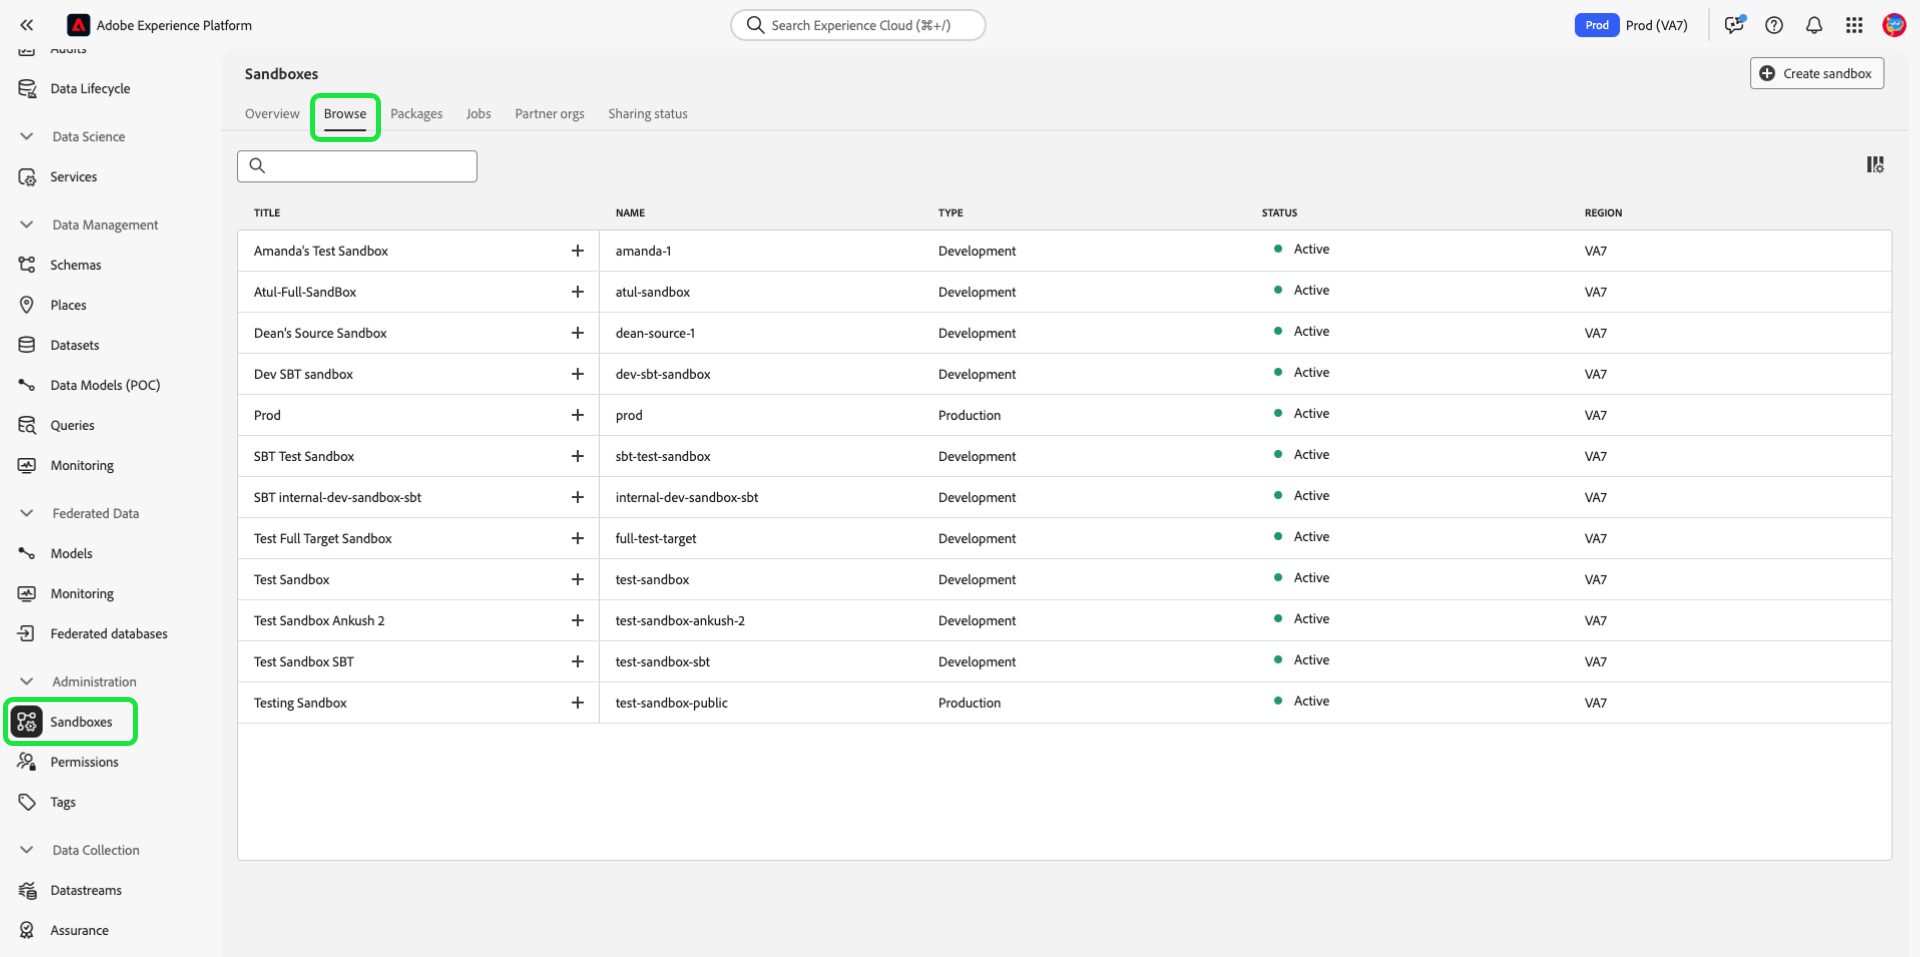 Adobe Experience Platform
Search Experience Cloud (⌘+/)
Prod Prod (VA7)
Audits
Data Lifecycle
Data Science
Services
Data Management
Schemas
Places
Datasets
Data Models (POC)
Queries
Monitoring
Federated Data
Models
Monitoring
Federated databases
Administration
Sandboxes
Permissions
Tags
Data Collection
Datastreams
Assurance
Sandboxes
Create sandbox
Overview Browse Packages Jobs Partner orgs Sharing status
TITLE NAME TYPE STATUS REGION
Amanda's Test Sandbox + amanda-1 Development Active VA7
Atul-Full-SandBox + atul-sandbox Development Active VA7
Dean's Source Sandbox + dean-source-1 Development Active VA7
Dev SBT sandbox + dev-sbt-sandbox Development Active VA7
Prod + prod Production Active VA7
SBT Test Sandbox + sbt-test-sandbox Development Active VA7
SBT internal-dev-sandbox-sbt + internal-dev-sandbox-sbt Development Active VA7
Test Full Target Sandbox + full-test-target Development Active VA7
Test Sandbox + test-sandbox Development Active VA7
Test Sandbox Ankush 2 + test-sandbox-ankush-2 Development Active VA7
Test Sandbox SBT + test-sandbox-sbt Development Active VA7
Testing Sandbox + test-sandbox-public Production Active VA7